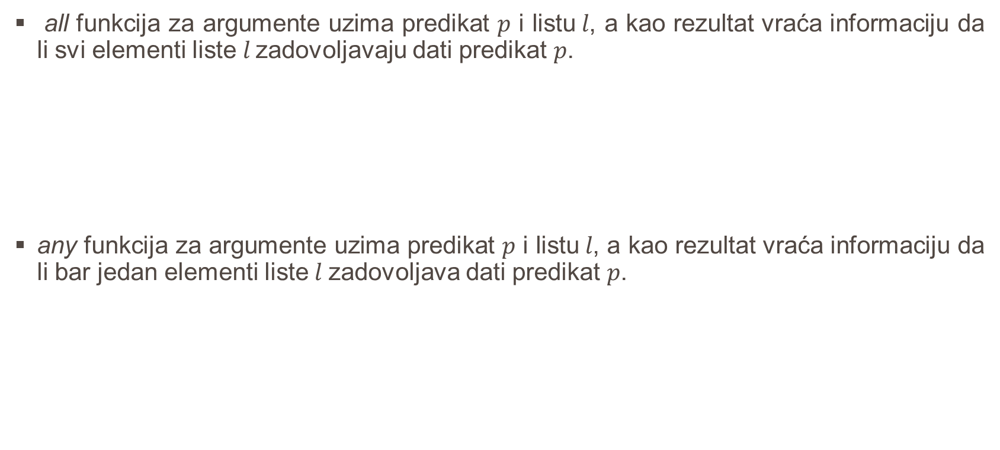 ▪ all funkcija za argumente uzima predikat p i listu l, a kao rezultat vraća informaciju da
li svi elementi liste l zadovoljavaju dati predikat p.
▪ any funkcija za argumente uzima predikat p i listu l, a kao rezultat vraća informaciju da
li bar jedan elementi liste l zadovoljava dati predikat p.